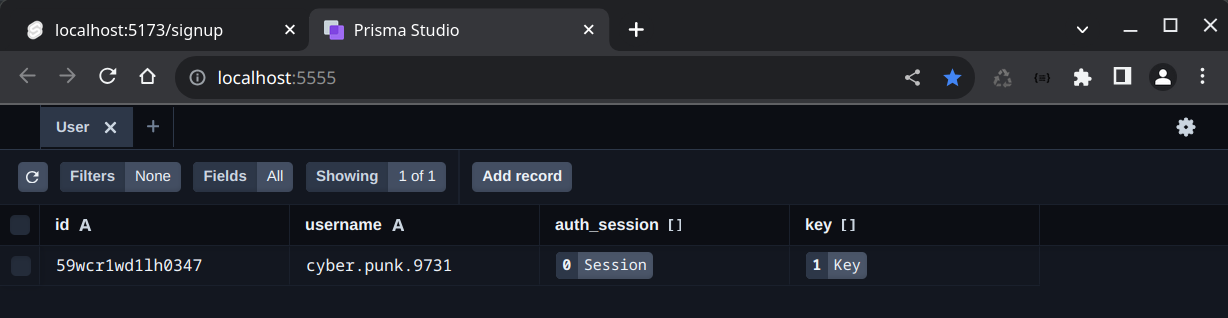 localhost:5173/signup
Prisma Studio
localhost:5555
User
Filters None Fields All Showing 1 of 1 Add record
id A username A auth_session [] key []
59wcr1wd1lh0347 cyber.punk.9731 0 Session 1 Key